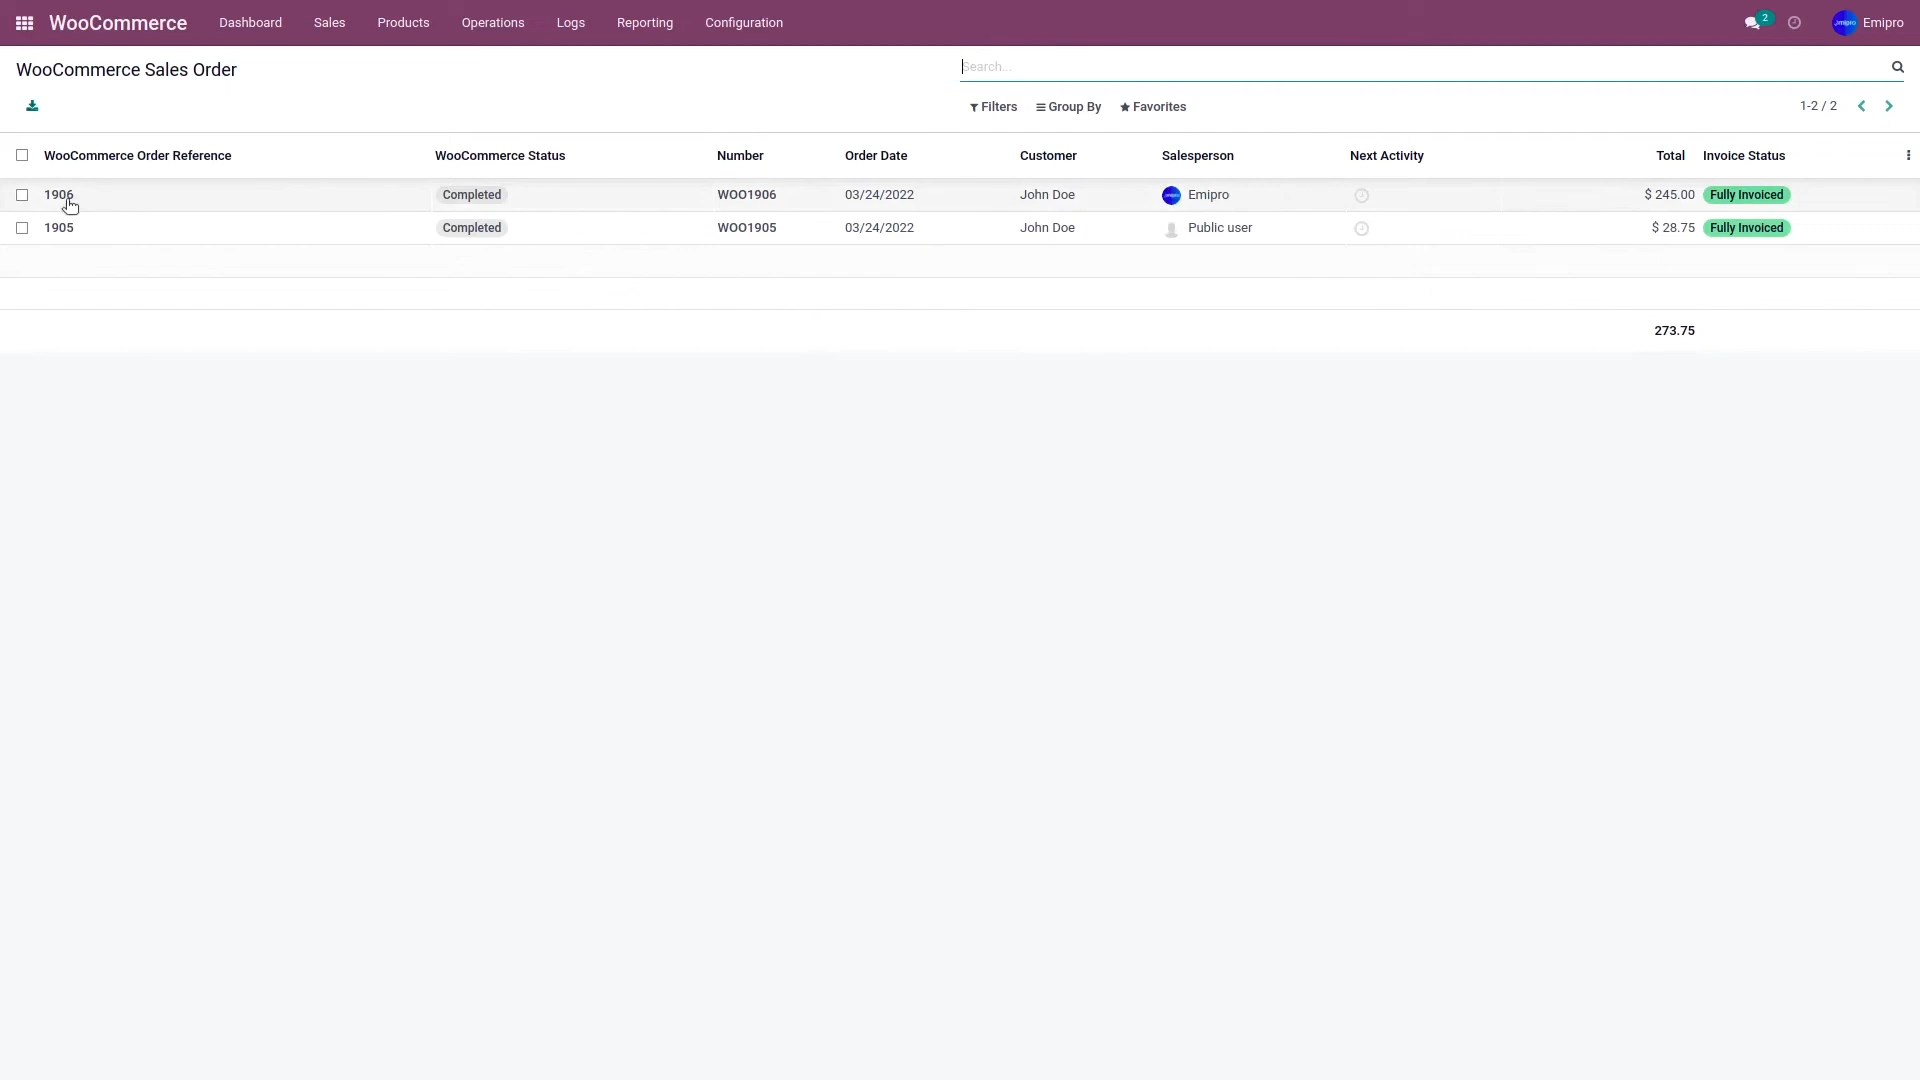 WooCommerce Dashboard Sales Products Operations Logs Reporting Configuration 2 Emipro
WooCommerce Sales Order Search...
Filters Group By Favorites 1-2 / 2
WooCommerce Order Reference WooCommerce Status Number Order Date Customer Salesperson Next Activity Total Invoice Status
1906 Completed WOO1906 03/24/2022 John Doe Emipro $ 245.00 Fully Invoiced
1905 Completed WOO1905 03/24/2022 John Doe Public user $ 28.75 Fully Invoiced
273.75